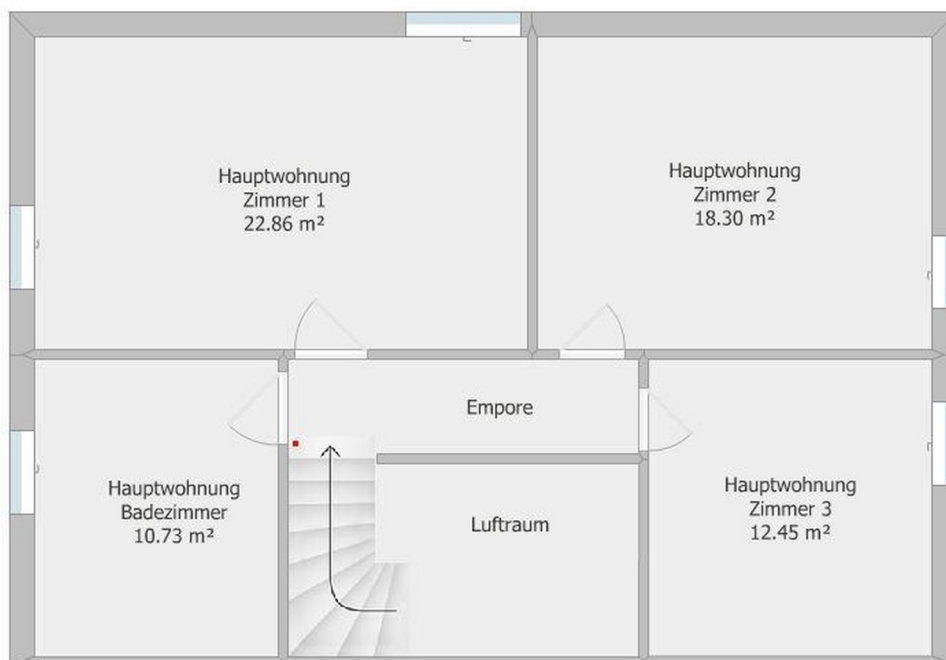 Hauptwohnung
Zimmer 1
22.86 m²
Hauptwohnung
Zimmer 2
18.30 m²
Empore
Hauptwohnung
Badezimmer
10.73 m²
Luftraum
Hauptwohnung
Zimmer 3
12.45 m²